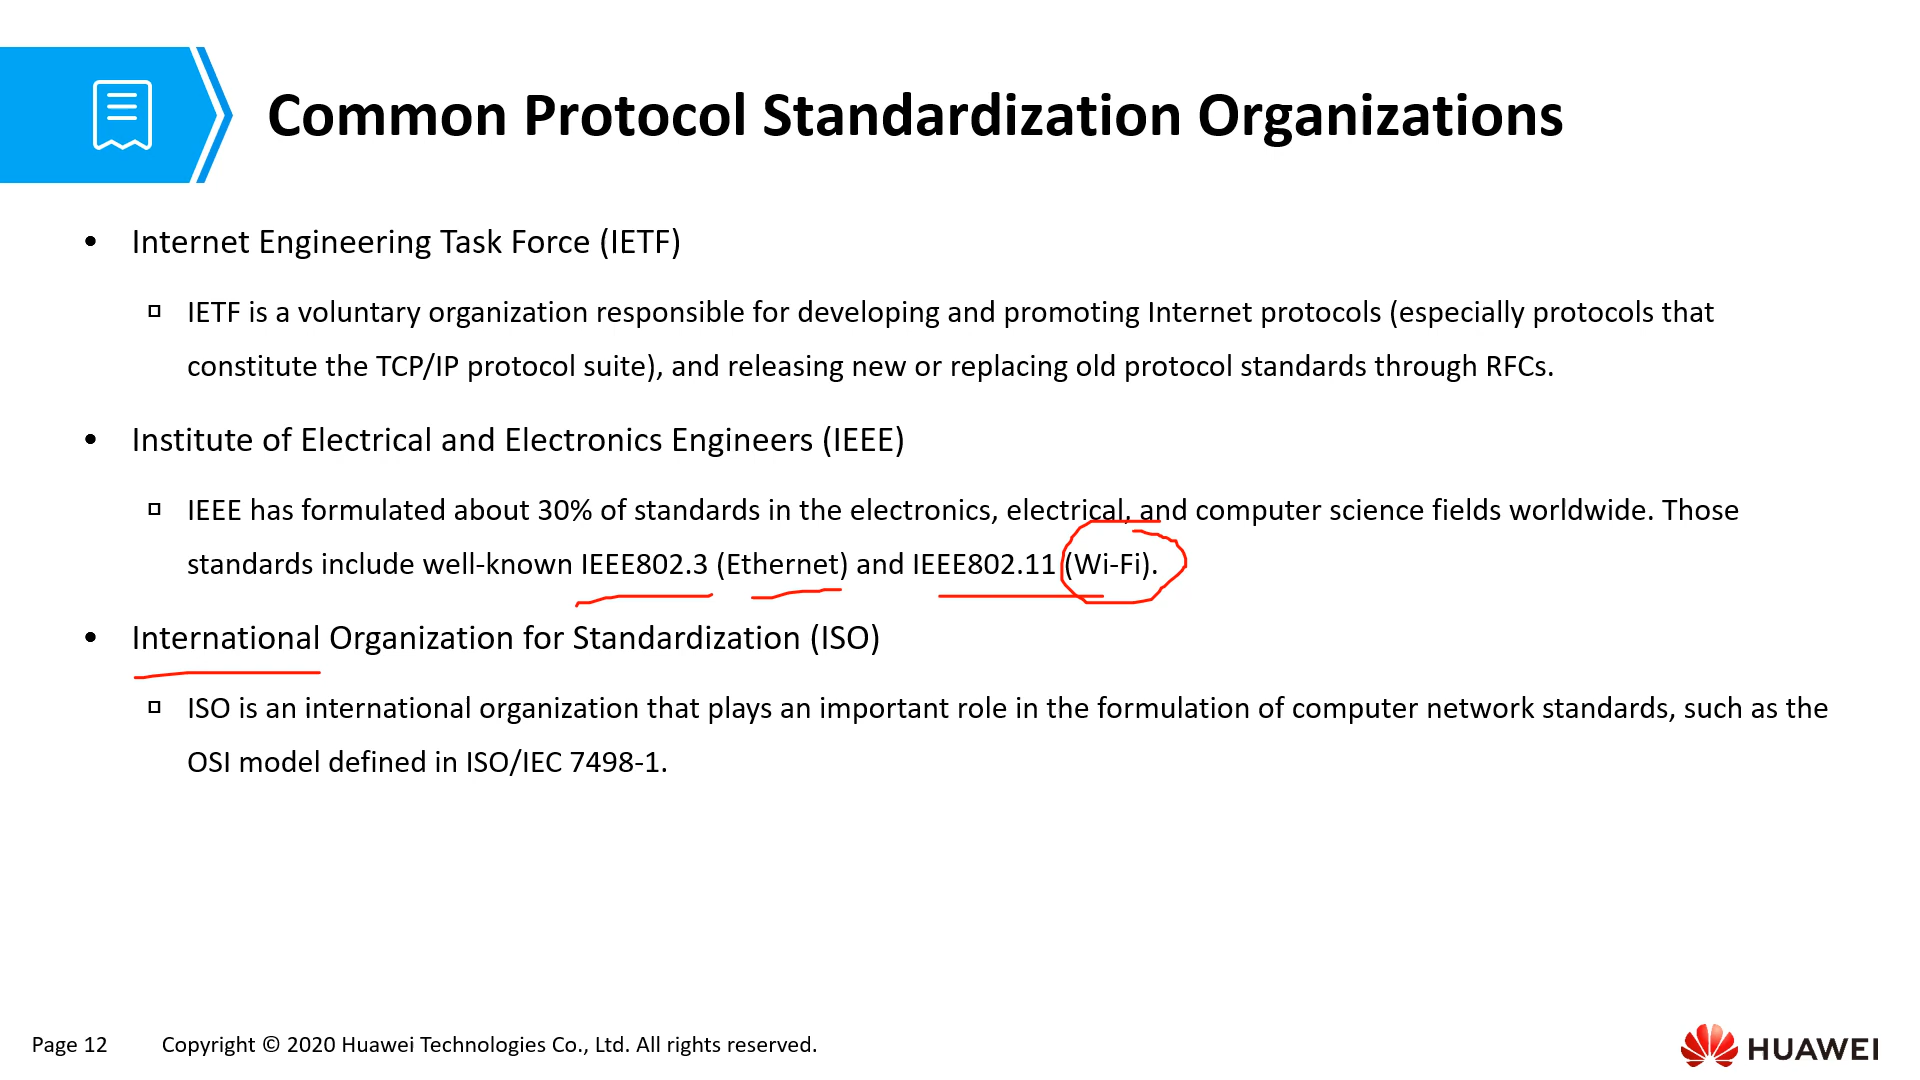 Common Protocol Standardization Organizations
• Internet Engineering Task Force (IETF)
▫ IETF is a voluntary organization responsible for developing and promoting Internet protocols (especially protocols that
constitute the TCP/IP protocol suite), and releasing new or replacing old protocol standards through RFCs.
• Institute of Electrical and Electronics Engineers (IEEE)
▫ IEEE has formulated about 30% of standards in the electronics, electrical, and computer science fields worldwide. Those
standards include well-known IEEE802.3 (Ethernet) and IEEE802.11 (Wi-Fi).
• International Organization for Standardization (ISO)
▫ ISO is an international organization that plays an important role in the formulation of computer network standards, such as the
OSI model defined in ISO/IEC 7498-1.
Page 12 Copyright © 2020 Huawei Technologies Co., Ltd. All rights reserved.
HUAWEI